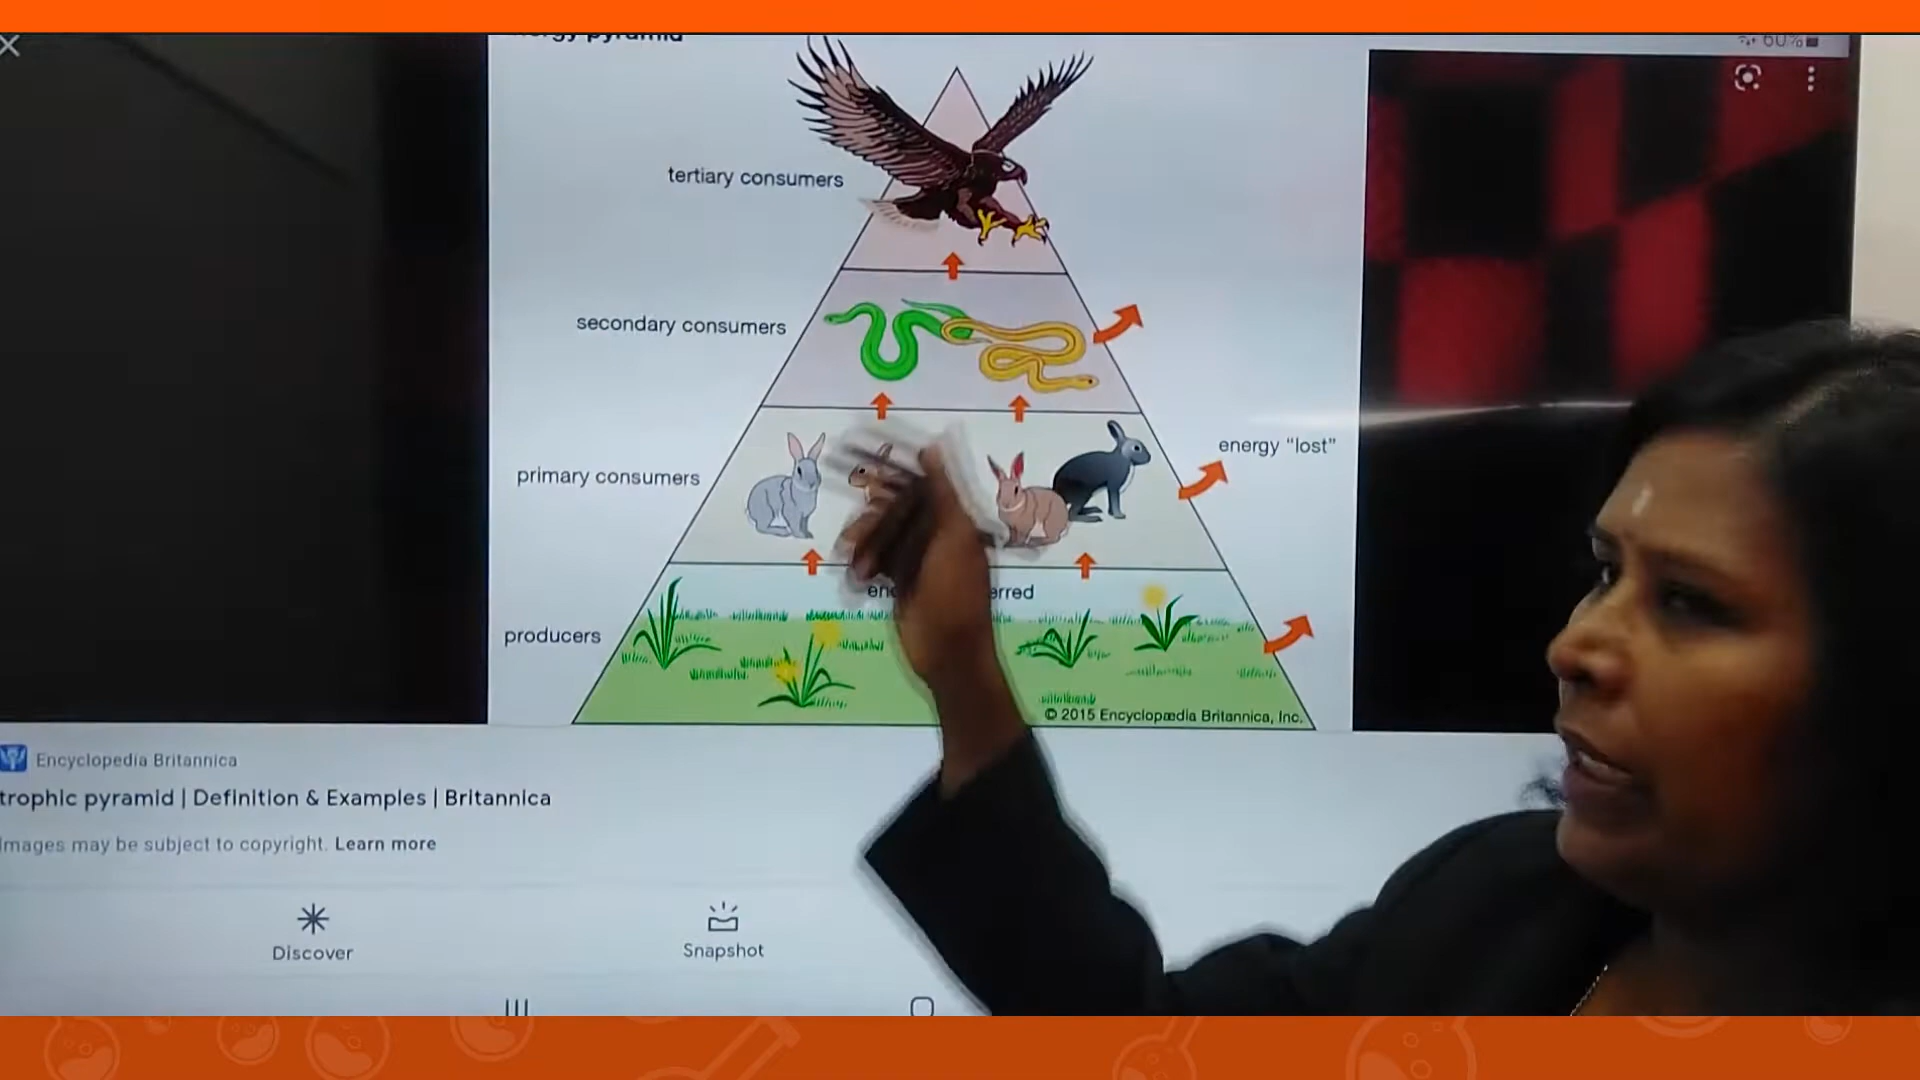 60%
tertiary consumers
secondary consumers
energy “lost”
primary consumers
producers
© 2015 Encyclopædia Britannica, Inc.
Encyclopedia Britannica
trophic pyramid | Definition & Examples | Britannica
Images may be subject to copyright. Learn more
Discover
Snapshot